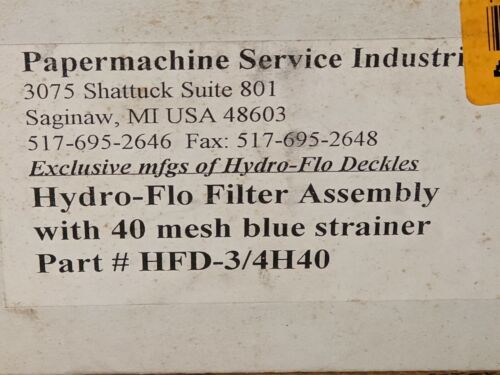 Papermachine Service Industri
3075 Shattuck Suite 801
Saginaw, MI USA 48603
517-695-2646 Fax: 517-695-2648
Exclusive mfgs of Hydro-Flo Deckles
Hydro-Flo Filter Assembly
with 40 mesh blue strainer
Part # HFD-3/4H40